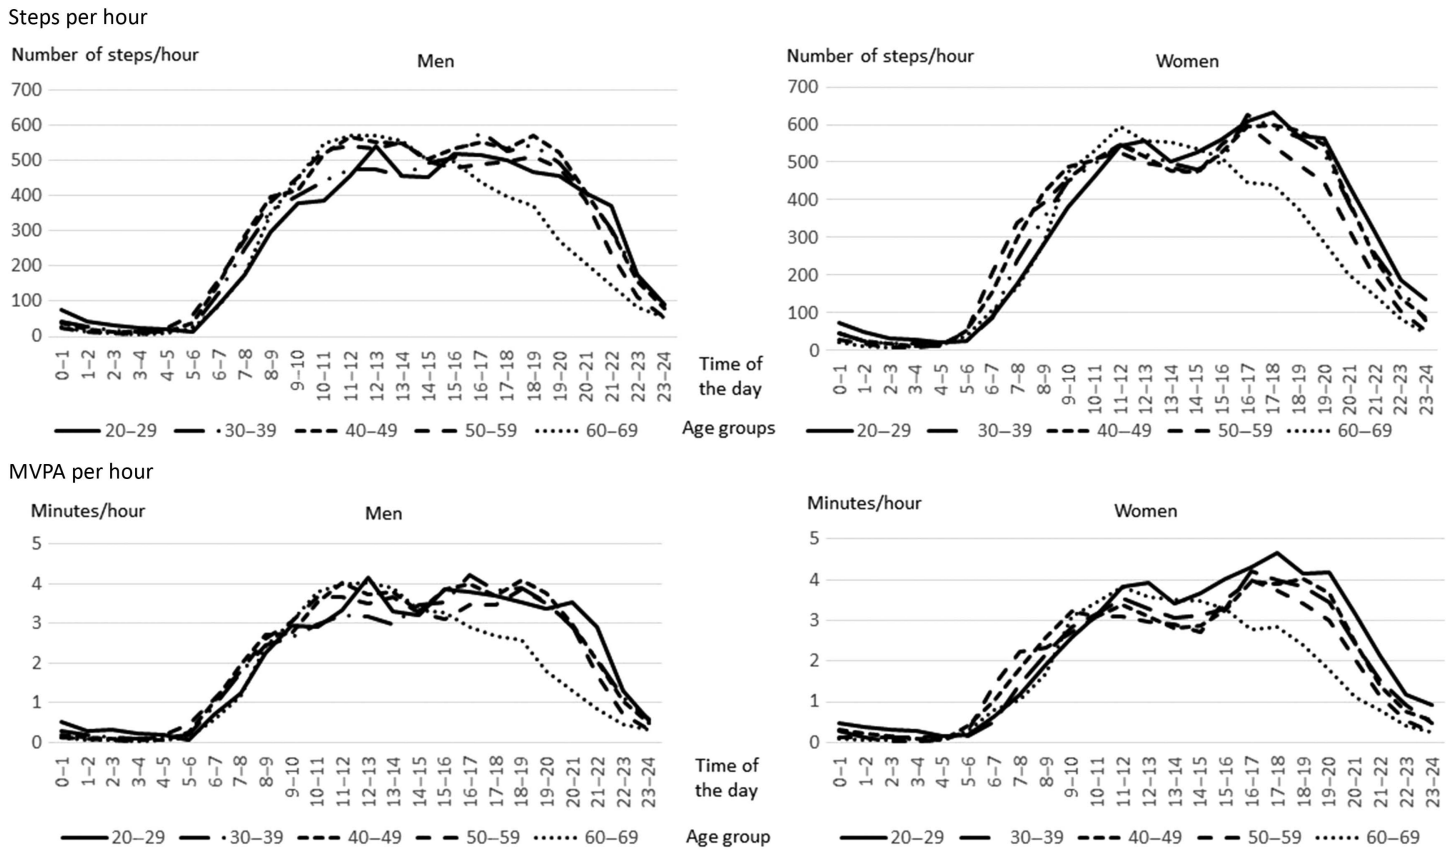 Steps per hour
Number of steps/hour
Men
700
600
500
400
300
200
100
0
0–1 1–2 2–3 3–4 4–5 5–6 6–7 7–8 8–9 9–10 10–11 11–12 12–13 13–14 14–15 15–16 16–17 17–18 18–19 19–20 20–21 21–22 22–23 23–24
Number of steps/hour
Women
700
600
500
400
300
200
100
0
0–1 1–2 2–3 3–4 4–5 5–6 6–7 7–8 8–9 9–10 10–11 11–12 12–13 13–14 14–15 15–16 16–17 17–18 18–19 19–20 20–21 21–22 22–23 23–24
Time of
the day
20–29 30–39 40–49 50–59 60–69
Age groups
20–29 30–39 40–49 50–59 60–69
MVPA per hour
Minutes/hour
Men
5
4
3
2
1
0
0–1 1–2 2–3 3–4 4–5 5–6 6–7 7–8 8–9 9–10 10–11 11–12 12–13 13–14 14–15 15–16 16–17 17–18 18–19 19–20 20–21 21–22 22–23 23–24
Minutes/hour
Women
5
4
3
2
1
0
0–1 1–2 2–3 3–4 4–5 5–6 6–7 7–8 8–9 9–10 10–11 11–12 12–13 13–14 14–15 15–16 16–17 17–18 18–19 19–20 20–21 21–22 22–23 23–24
Time of
the day
20–29 30–39 40–49 50–59 60–69
Age group
20–29 30–39 40–49 50–59 60–69